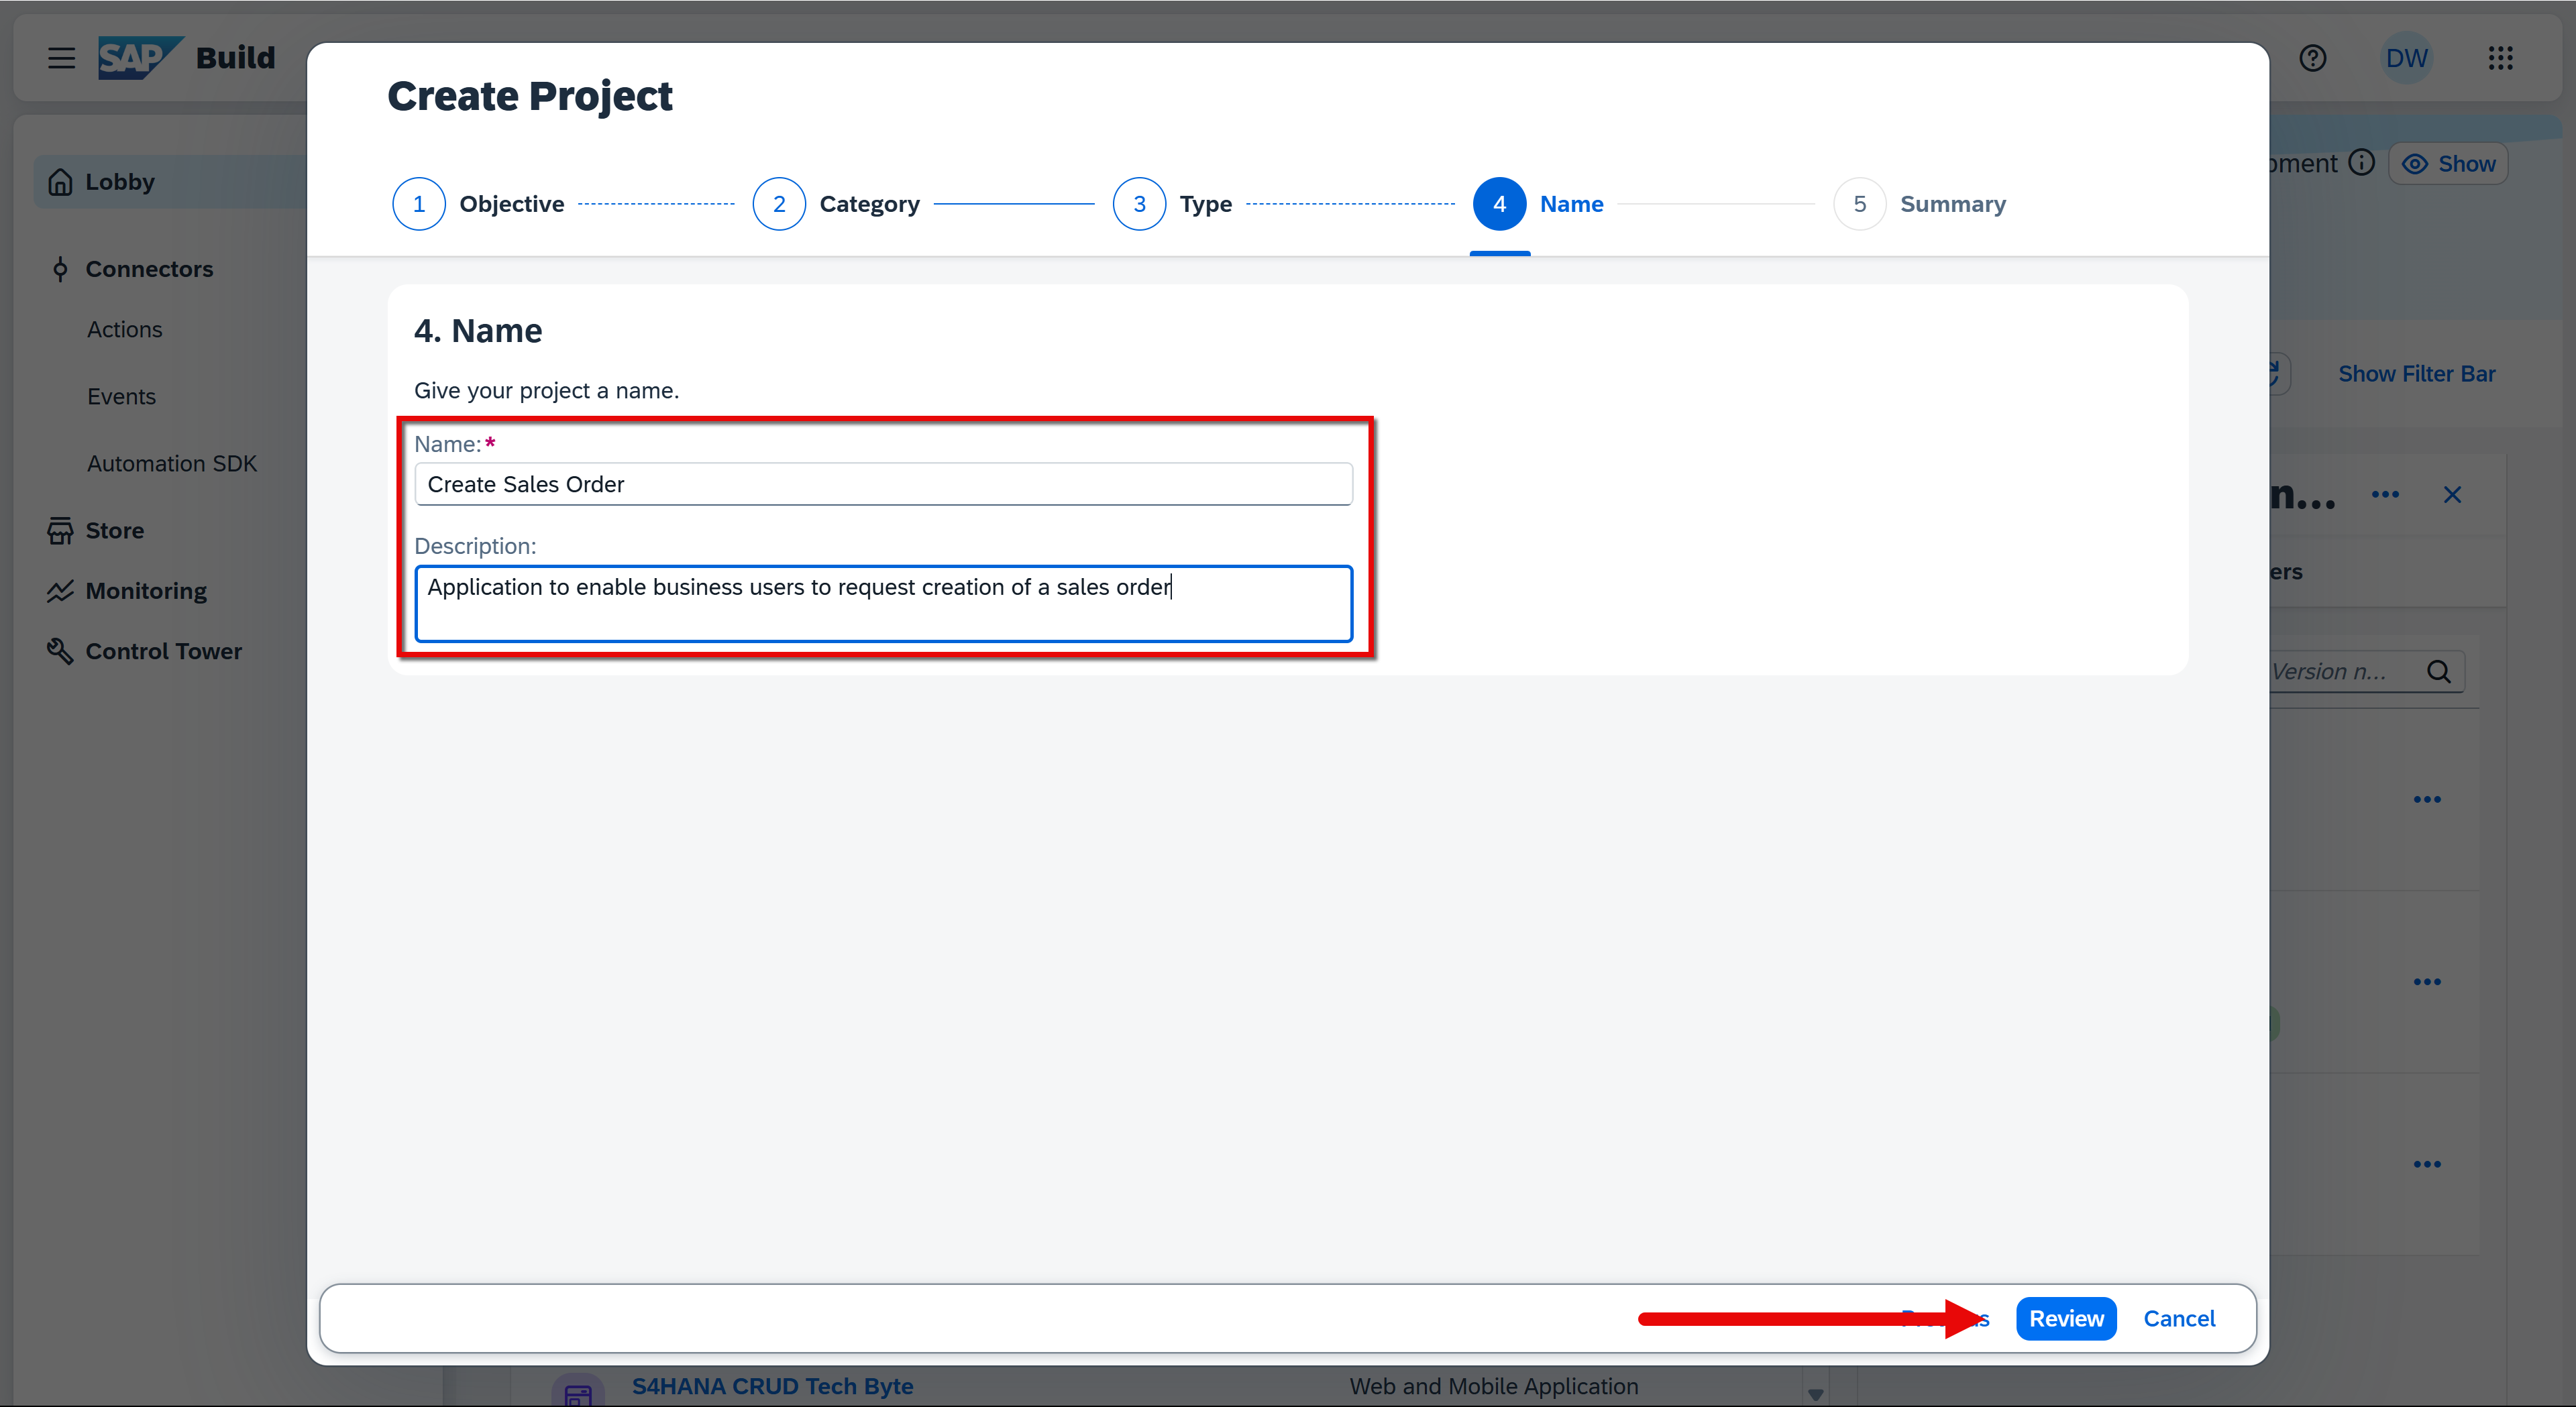 SAP Build
DW
Create Project
1 Objective 2 Category 3 Type 4 Name 5 Summary
Lobby
Connectors
Actions
Events
Automation SDK
Store
Monitoring
Control Tower
4. Name
Give your project a name.
Name:*
Create Sales Order
Description:
Application to enable business users to request creation of a sales order
Show
Show Filter Bar
n...
ers
Version n...
Review Cancel
S4HANA CRUD Tech Byte Web and Mobile Application